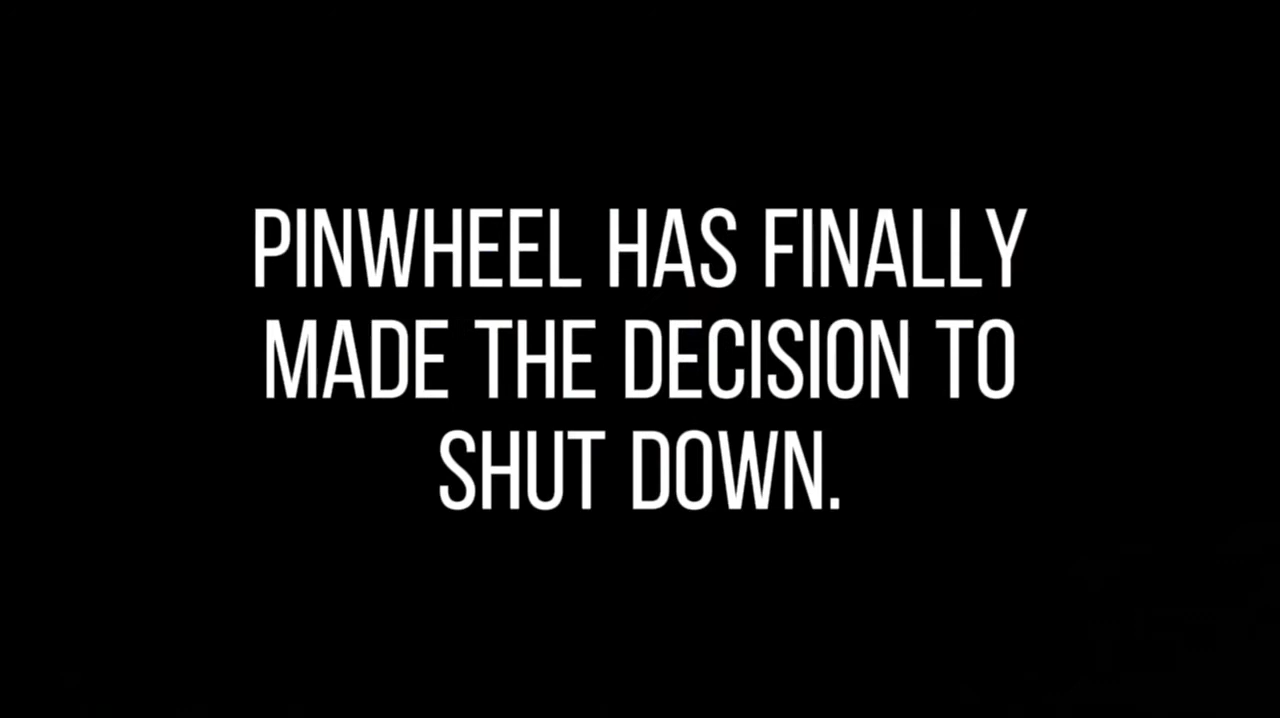 PINWHEEL HAS FINALLY
MADE THE DECISION TO
SHUT DOWN.